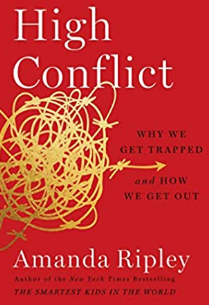 High
Conflict
WHY WE
GET TRAPPED
and HOW
WE GET OUT
Amanda Ripley
Author of the New York Times Bestselling
THE SMARTEST KIDS IN THE WORLD